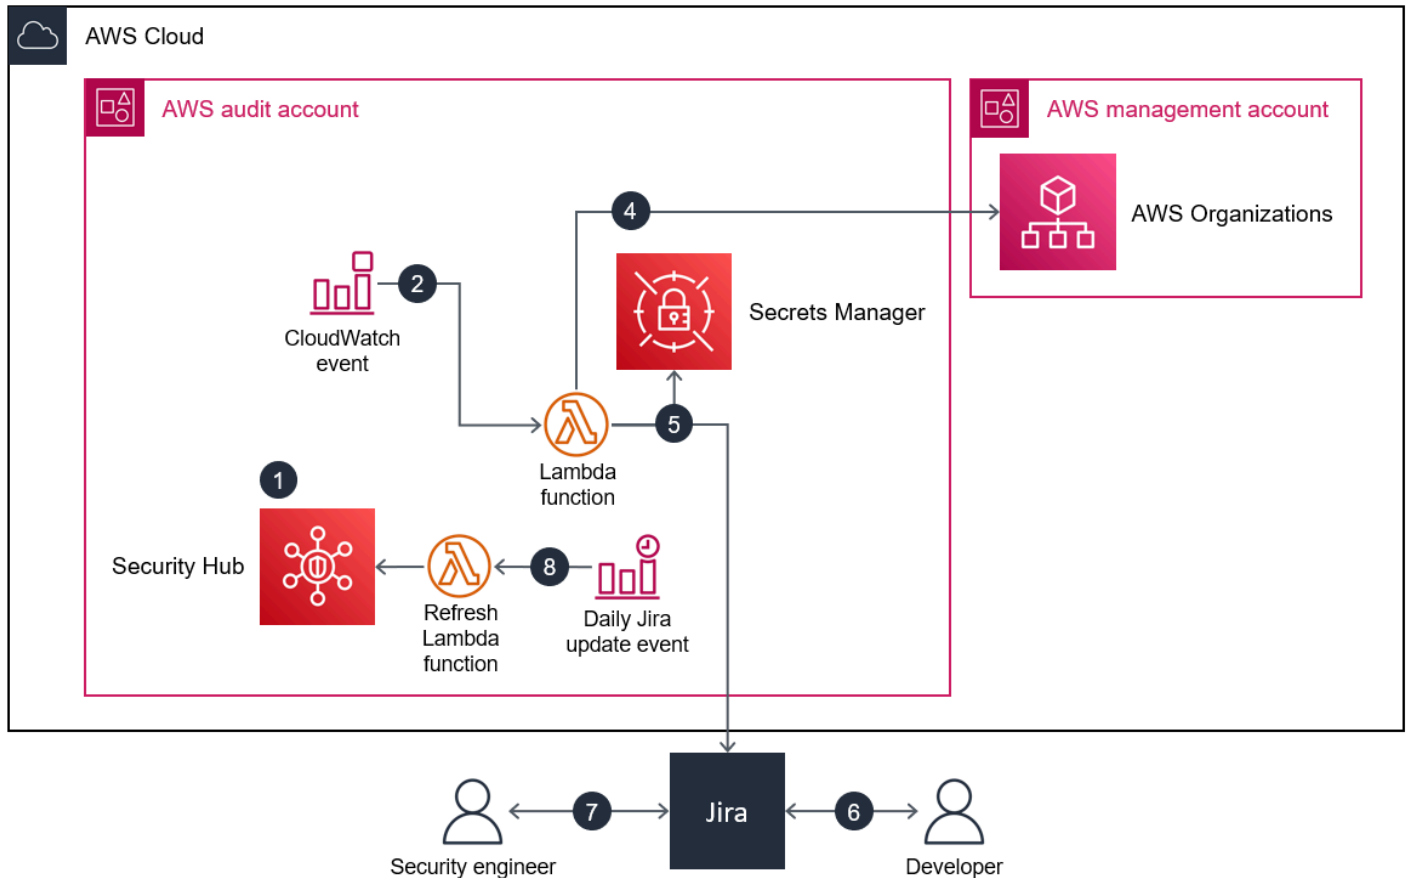 AWS Cloud
AWS audit account
AWS management account
4
AWS Organizations
2
CloudWatch
event
Secrets Manager
5
Lambda
function
1
Security Hub
8
Refresh
Lambda
function
Daily Jira
update event
7
Jira
6
Security engineer
Developer